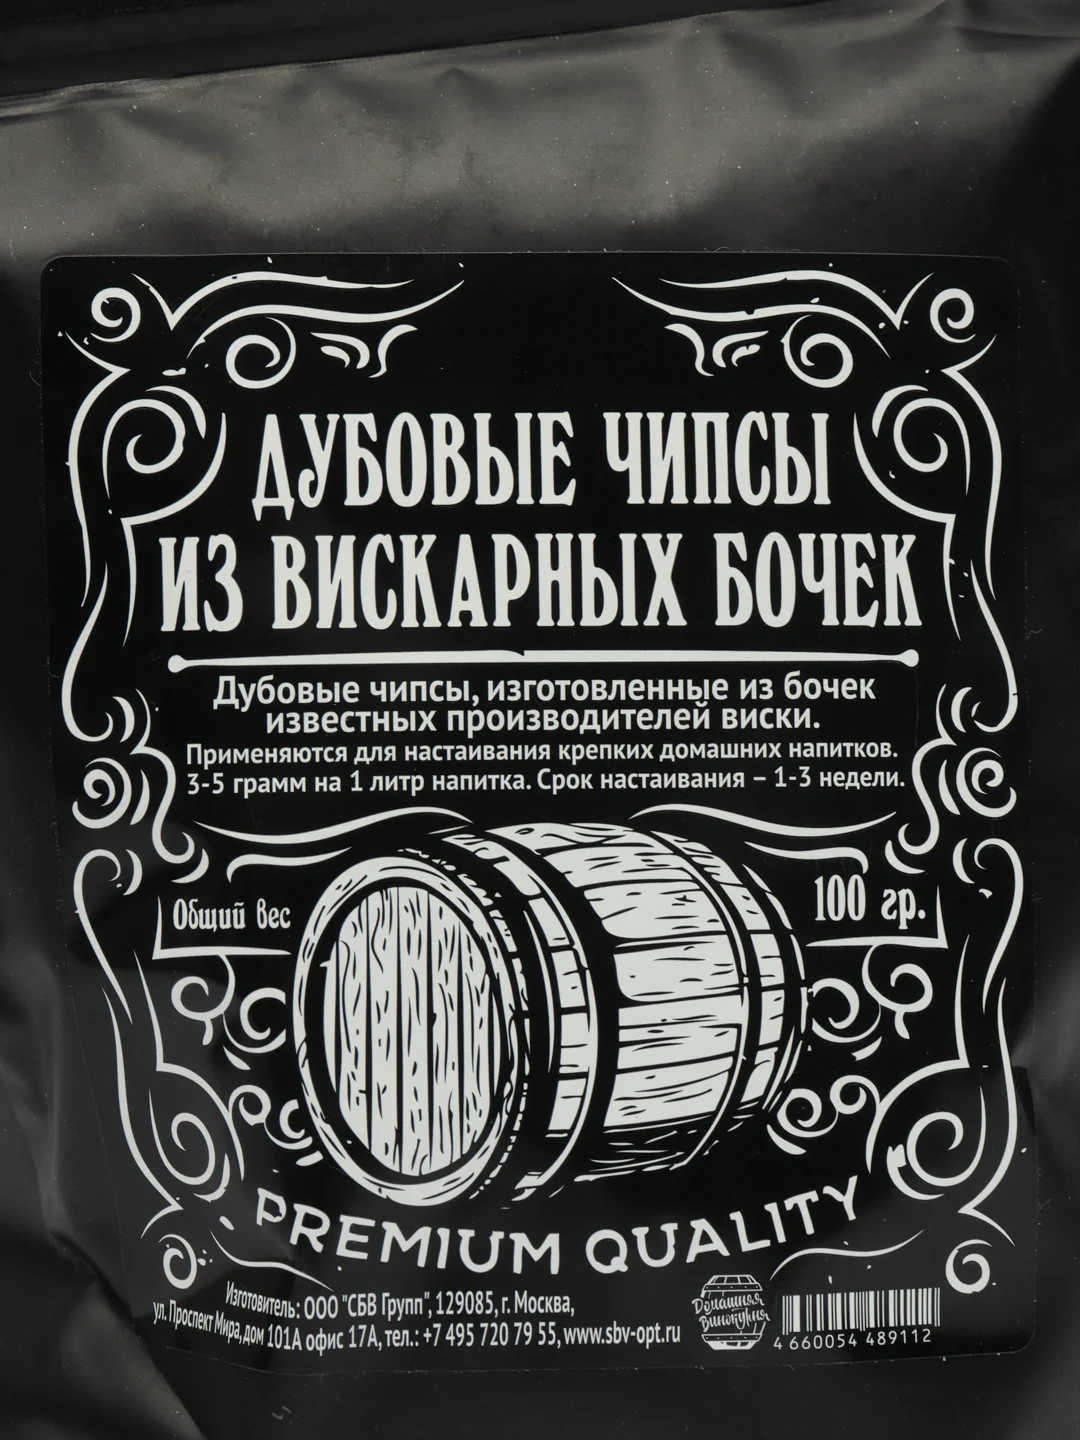 ДУБОВЫЕ ЧИПСЫ
ИЗ ВИСКАРНЫХ БОЧЕК
Дубовые чипсы, изготовленные из бочек
известных производителей виски.
Применяются для настаивания крепких домашних напитков.
3-5 грамм на 1 литр напитка. Срок настаивания – 1-3 недели.
Общий вес
100 гр.
PREMIUM QUALITY
Изготовитель: ООО "СБВ Групп", 129085, г. Москва,
ул. Проспект Мира, дом 101А офис 17А, тел.: +7 495 720 79 55, www.sbv-opt.ru
Домашняя
Винокурня
4 660054 489112